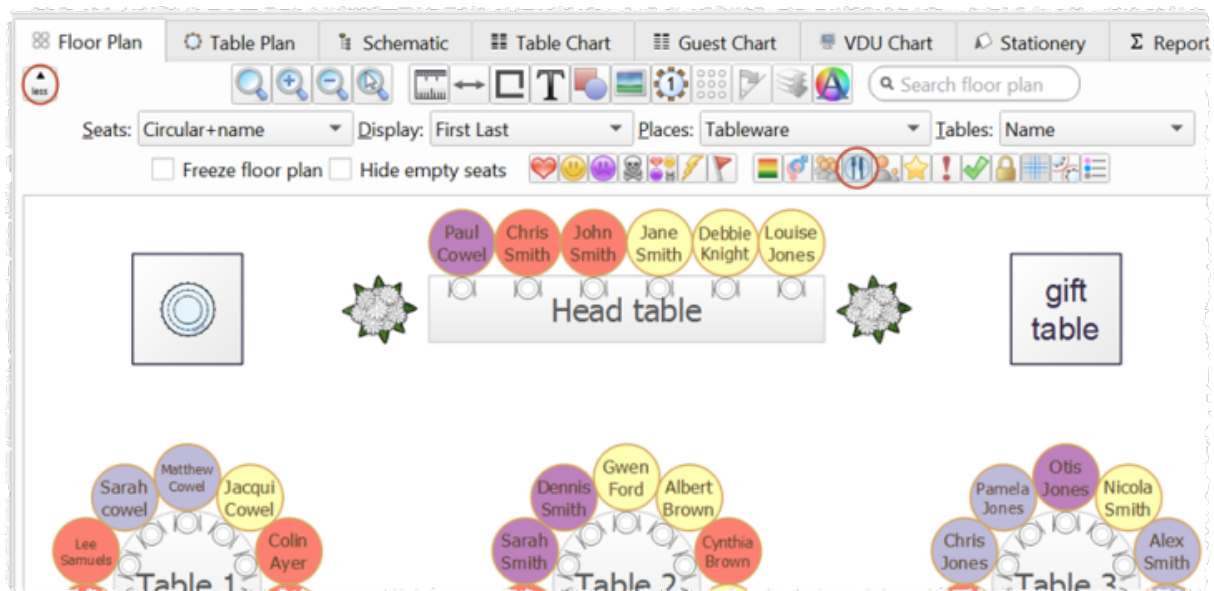 Floor Plan
Table Plan
Schematic
Table Chart
Guest Chart
VDU Chart
Stationery
Σ Report
less
T
1
A
Search floor plan
Seats: Circular+name
Display: First Last
Places: Tableware
Tables: Name
Freeze floor plan
Hide empty seats
Paul
Cowel
Chris
Smith
John
Smith
Jane
Smith
Debbie
Knight
Louise
Jones
Head table
gift
table
Matthew
Cowel
Sarah
cowel
Jacqui
Cowel
Lee
Samuels
Colin
Ayer
Table 1
Gwen
Ford
Dennis
Smith
Albert
Brown
Sarah
Smith
Cynthia
Brown
Table 2
Otis
Jones
Pamela
Jones
Nicola
Smith
Chris
Jones
Alex
Smith
Table 3